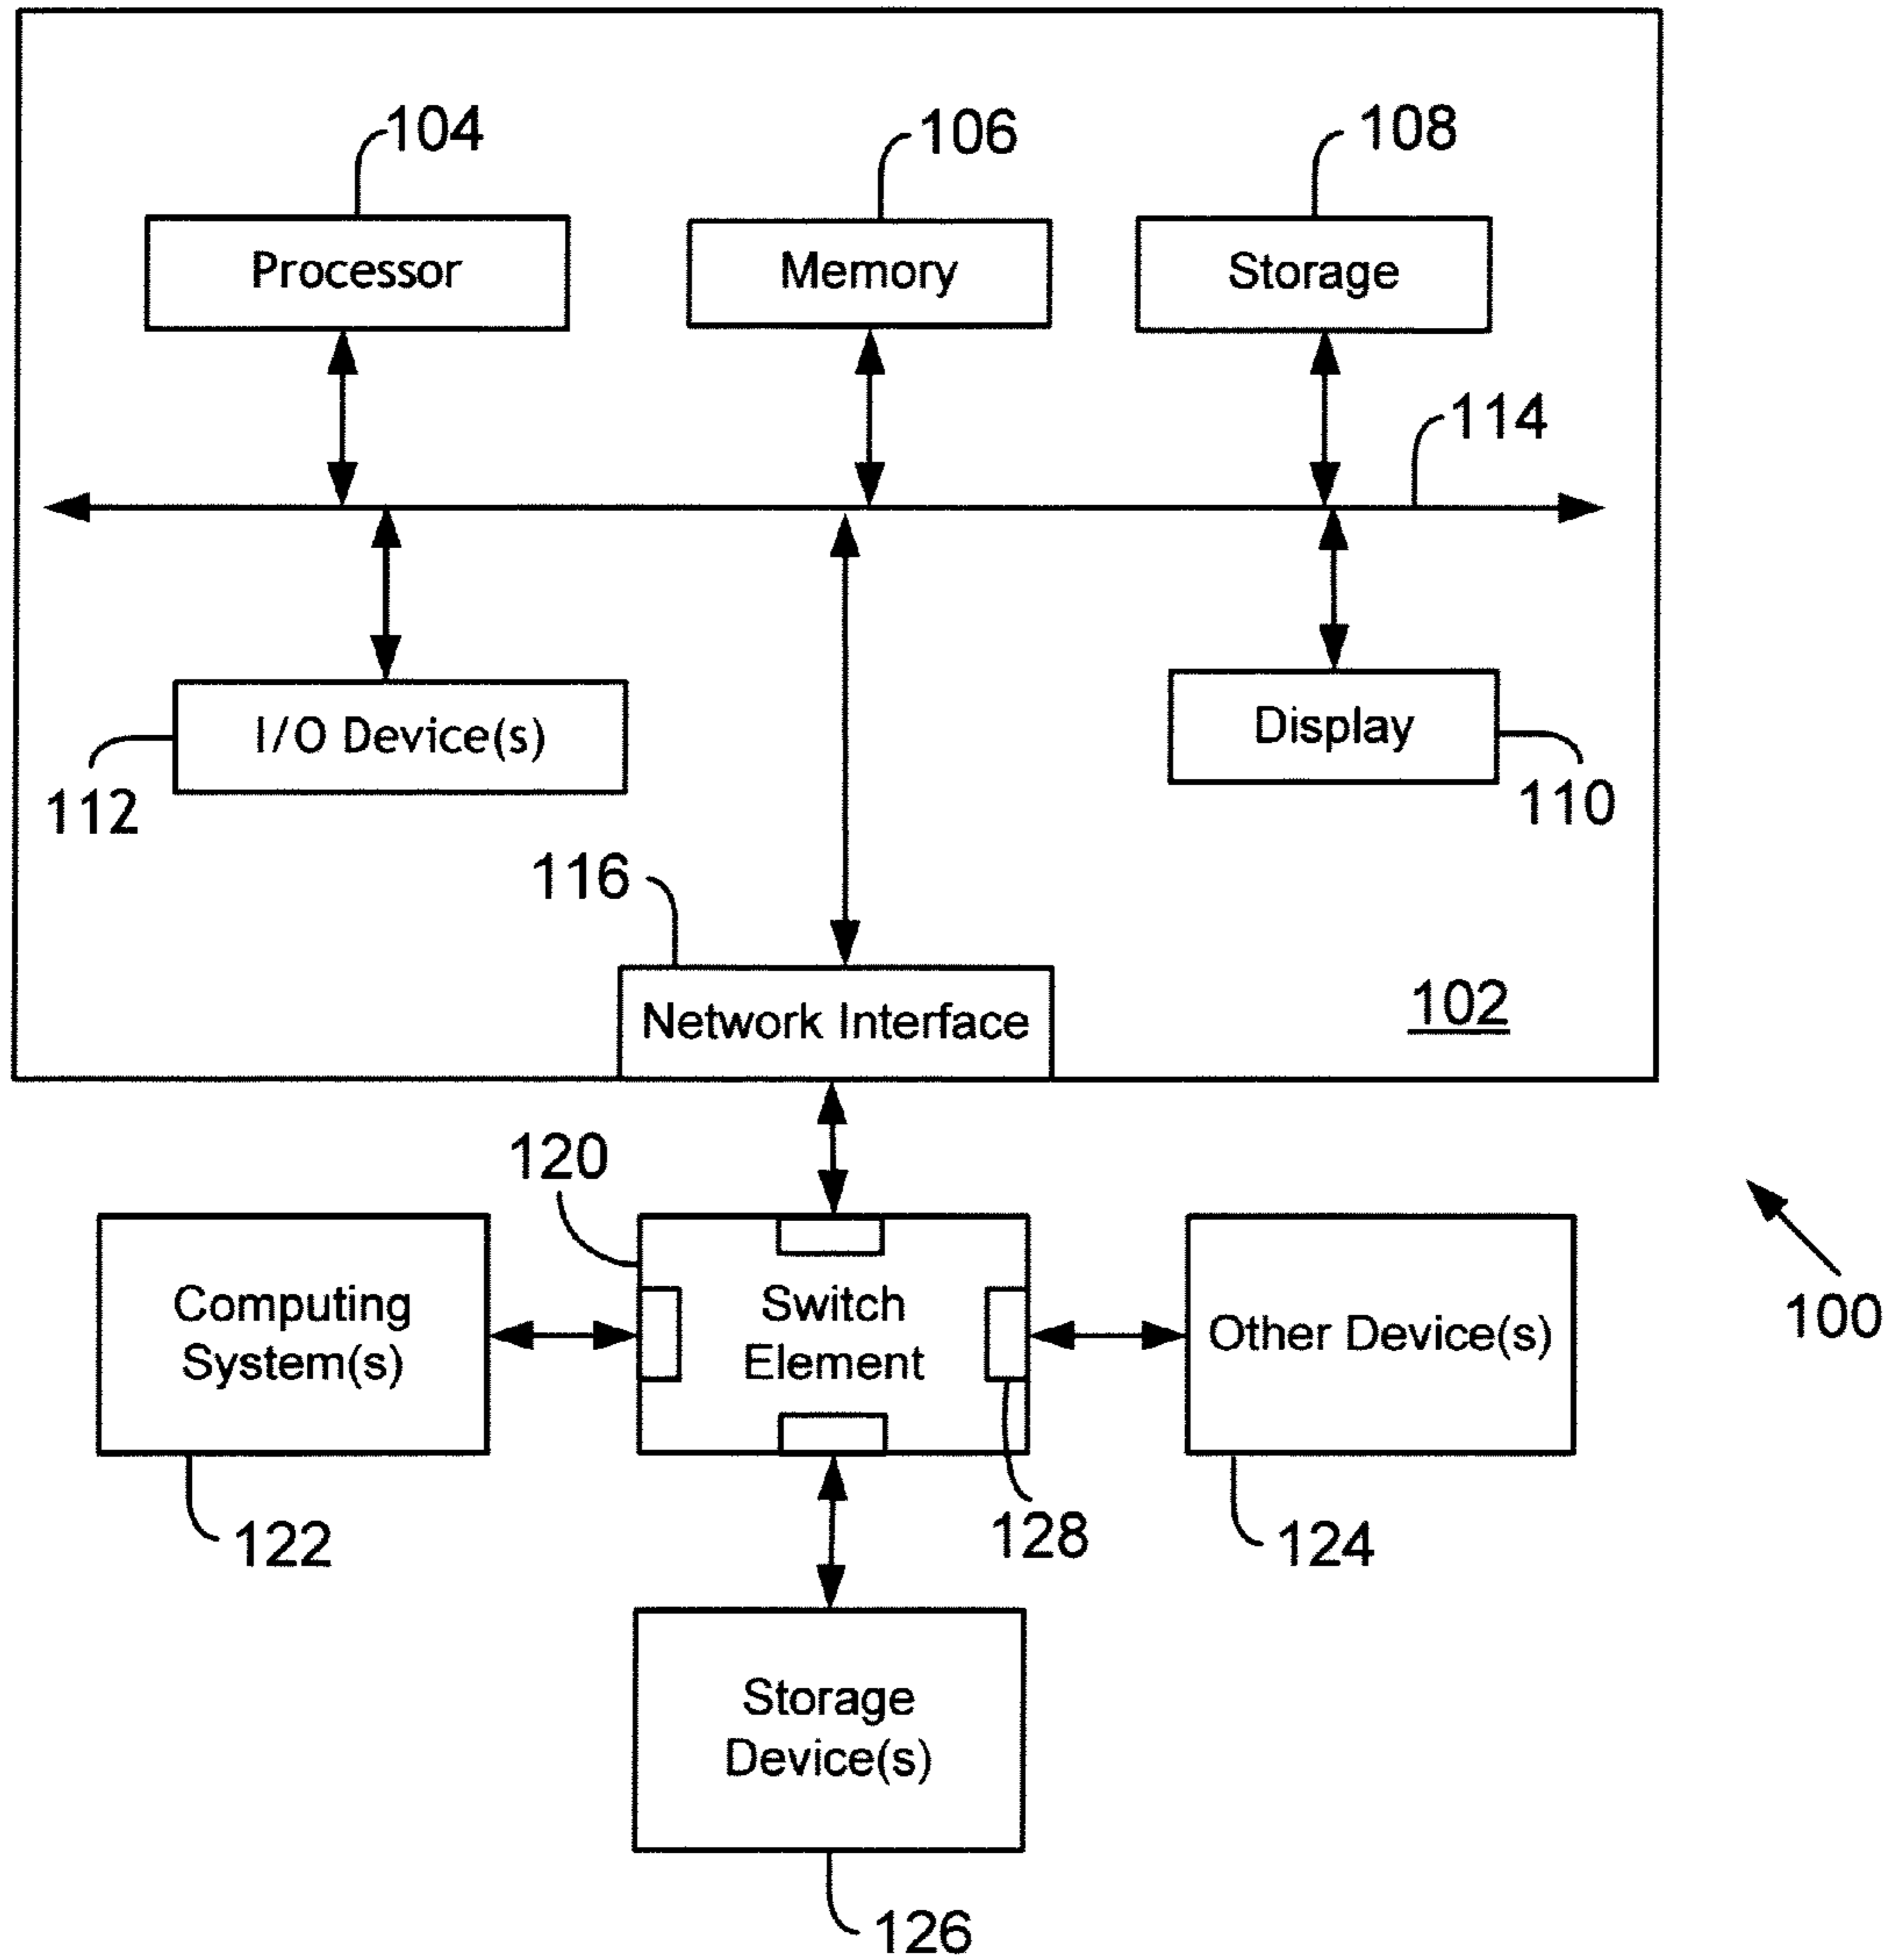 104
106
108
Processor
Memory
Storage
114
I/O Device(s)
Display
112
110
116
Network Interface
102
120
Computing
System(s)
Switch
Element
Other Device(s)
100
122
128
124
Storage
Device(s)
126